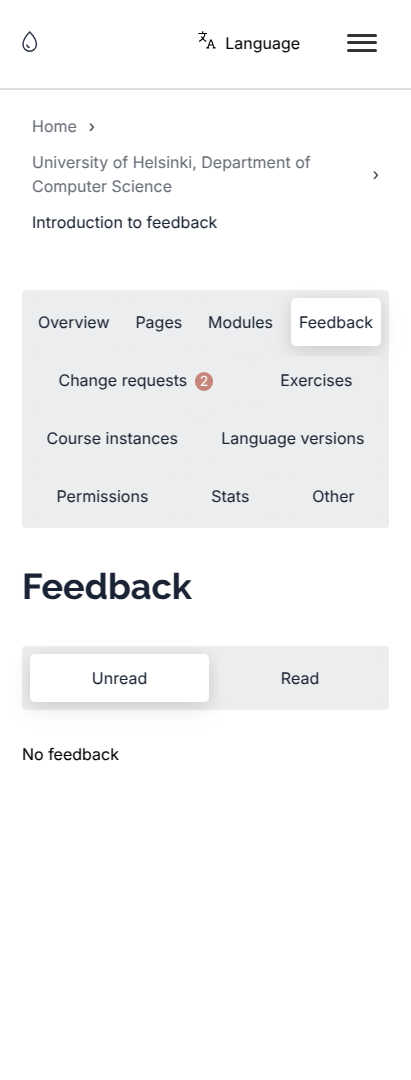 Language
Home ›
University of Helsinki, Department of
Computer Science ›
Introduction to feedback
Overview Pages Modules Feedback
Change requests 2 Exercises
Course instances Language versions
Permissions Stats Other
Feedback
Unread Read
No feedback